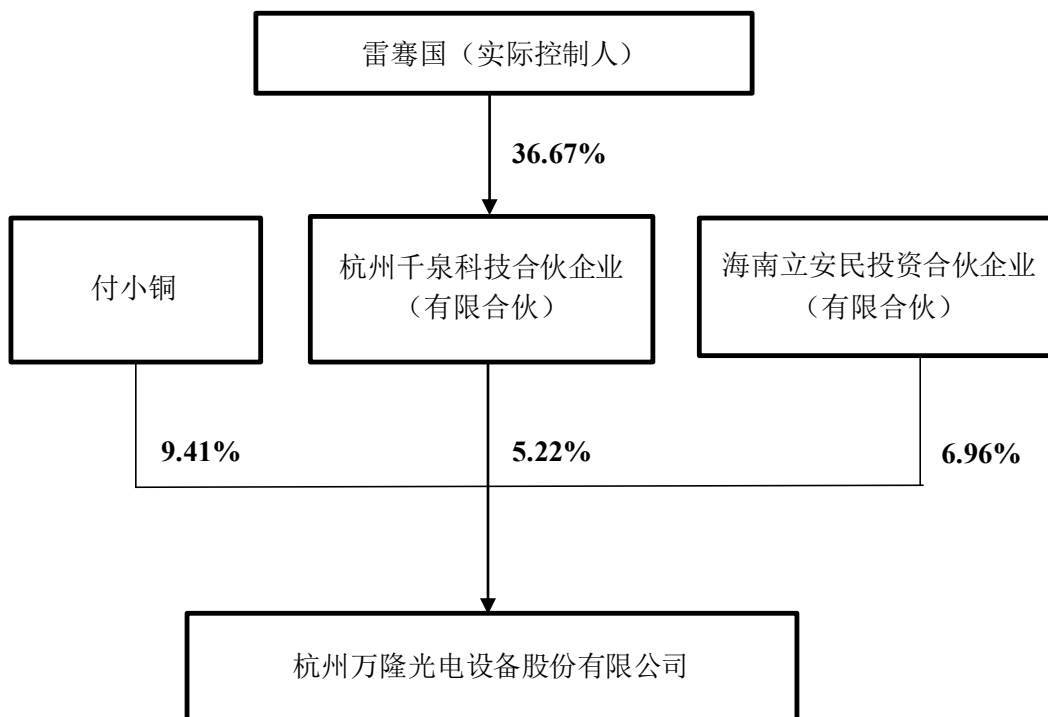 雷骞国（实际控制人）
36.67%
付小铜
杭州千泉科技合伙企业
（有限合伙）
海南立安民投资合伙企业
（有限合伙）
9.41%
5.22%
6.96%
杭州万隆光电设备股份有限公司